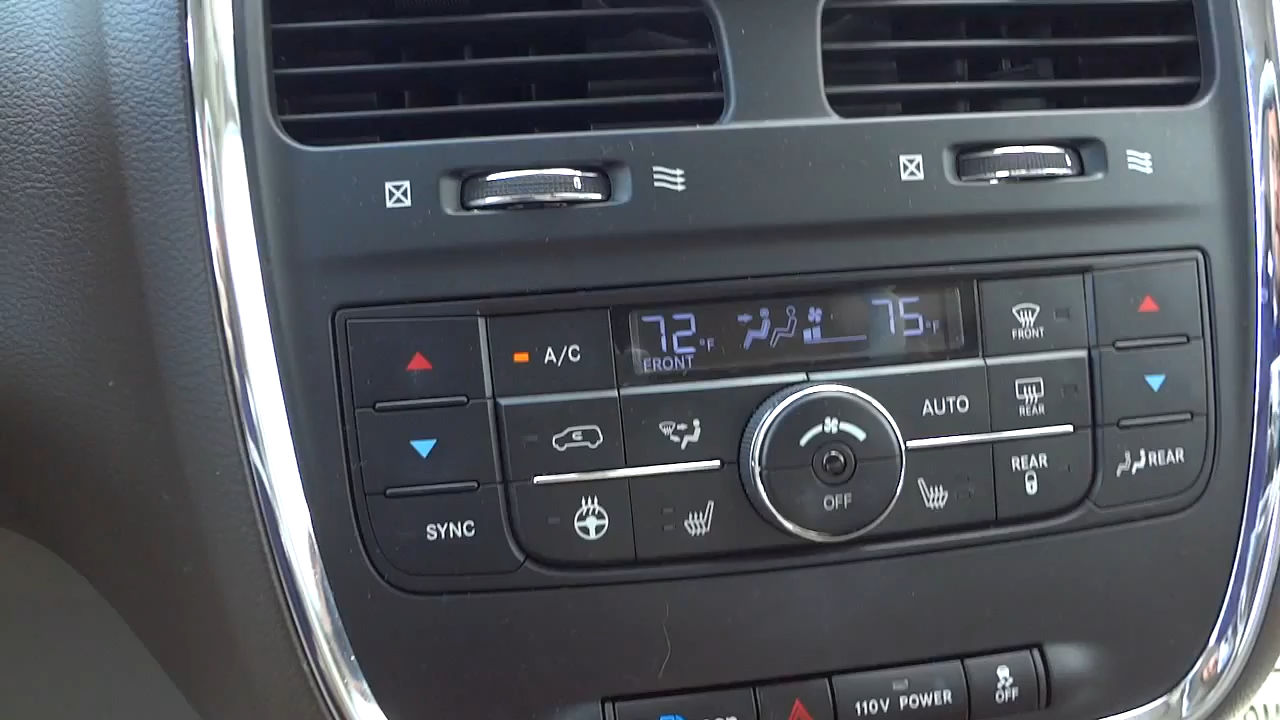 72 °F
FRONT
75 °F
A/C
FRONT
AUTO
REAR
OFF
SYNC
REAR
REAR
110V POWER
OFF